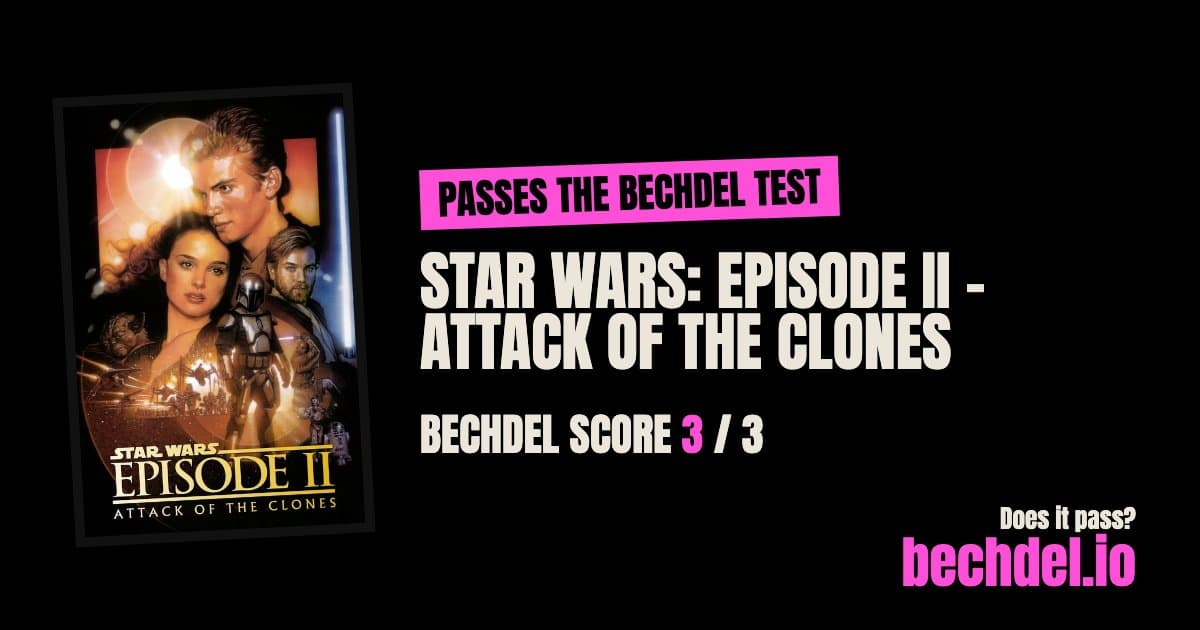 PASSES THE BECHDEL TEST
STAR WARS: EPISODE II -
ATTACK OF THE CLONES
BECHDEL SCORE 3 / 3
STAR WARS
EPISODE II
ATTACK OF THE CLONES
Does it pass?
bechdel.io